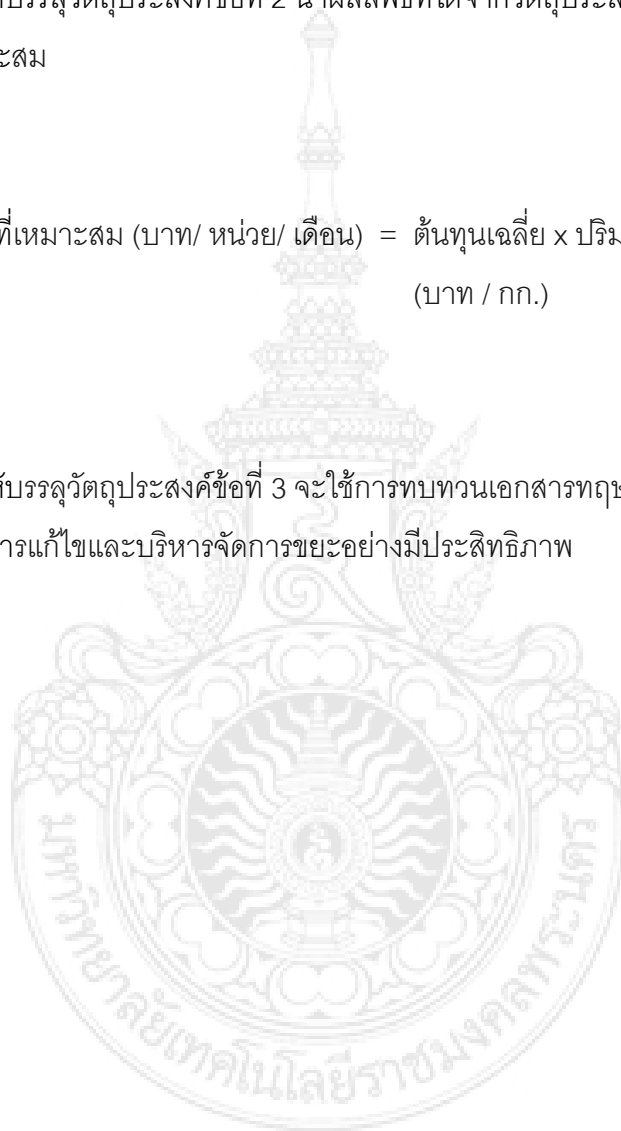 บรรลุวัตถุประสงค์ข้อที่ 2 นำผลลัพธ์ที่ได้จากวัตถุประส
ะสม
ที่เหมาะสม (บาท/ หน่วย/ เดือน) = ต้นทุนเฉลี่ย x ปริม
(บาท / กก.)
ห้บรรลุวัตถุประสงค์ข้อที่ 3 จะใช้การทบทวนเอกสารทฤษ
ารแก้ไขและบริหารจัดการขยะอย่างมีประสิทธิภาพ
มหาวิทยาลัยเทคโนโลยีราชมงคลพระนคร